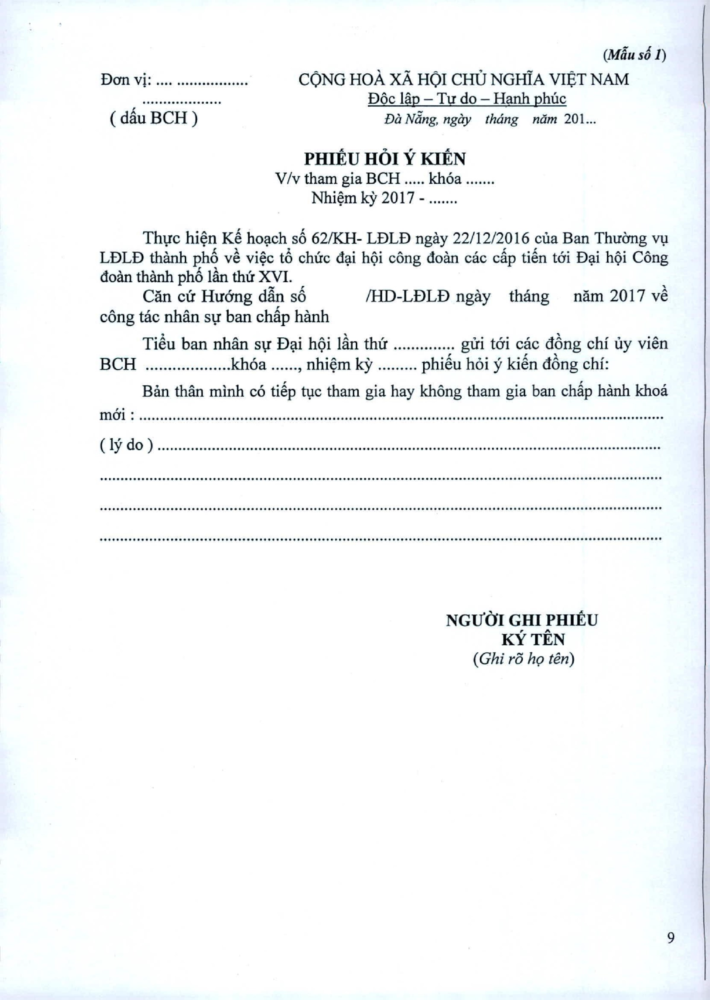 (Mẫu số 1)
Đơn vị: .... .................
CỘNG HOÀ XÃ HỘI CHỦ NGHĨA VIỆT NAM
...................
Độc lập – Tự do – Hạnh phúc
( dấu BCH )
Đà Nẵng, ngày tháng năm 201...
PHIẾU HỎI Ý KIẾN
V/v tham gia BCH ..... khóa .......
Nhiệm kỳ 2017 - .......
Thực hiện Kế hoạch số 62/KH- LĐLĐ ngày 22/12/2016 của Ban Thường vụ
LĐLĐ thành phố về việc tổ chức đại hội công đoàn các cấp tiến tới Đại hội Công
đoàn thành phố lần thứ XVI.
Căn cứ Hướng dẫn số /HD-LĐLĐ ngày tháng năm 2017 về
công tác nhân sự ban chấp hành
Tiểu ban nhân sự Đại hội lần thứ .............. gửi tới các đồng chí ủy viên
BCH ...................khóa ......, nhiệm kỳ ......... phiếu hỏi ý kiến đồng chí:
Bản thân mình có tiếp tục tham gia hay không tham gia ban chấp hành khoá
mới : ........................................................................................................................
( lý do ) ....................................................................................................................
................................................................................................................................
................................................................................................................................
................................................................................................................................
NGƯỜI GHI PHIẾU
KÝ TÊN
(Ghi rõ họ tên)
9